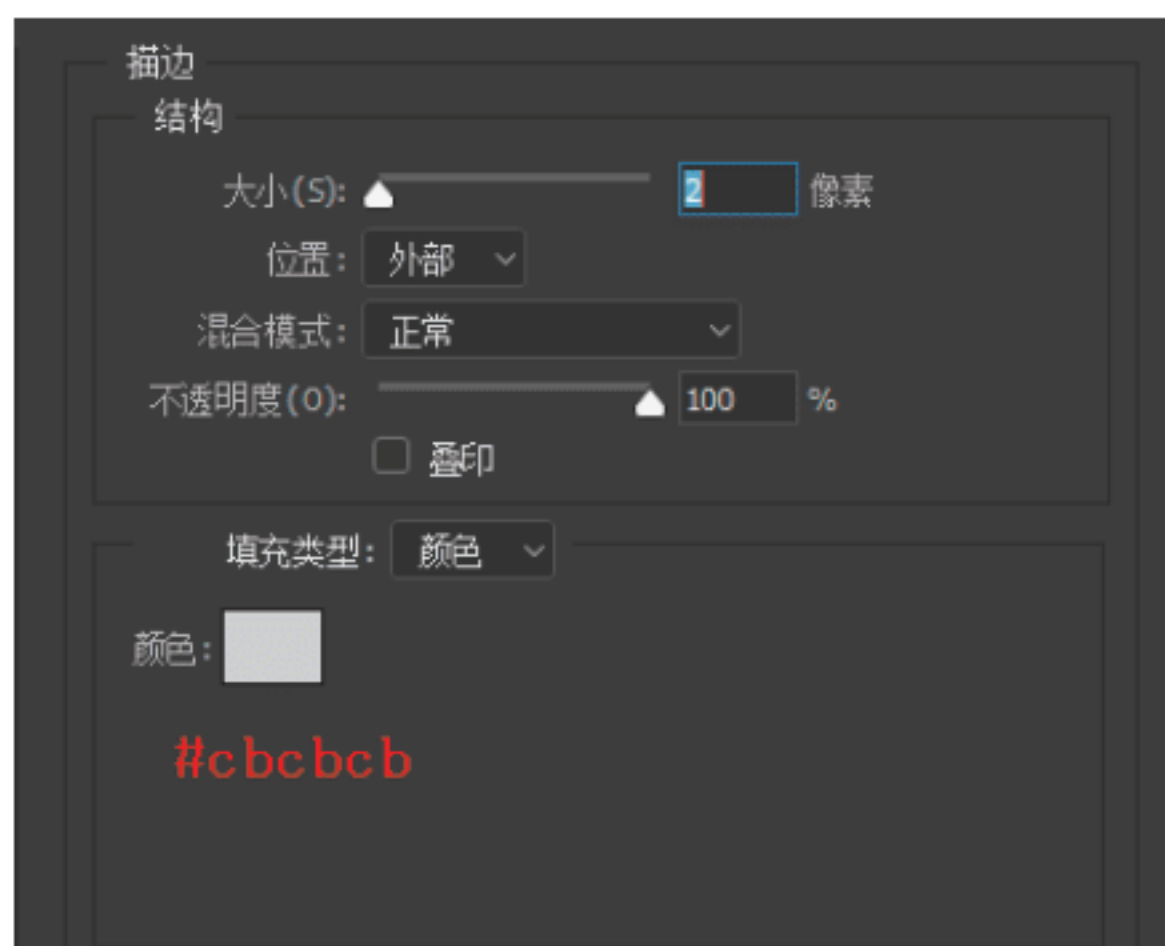 描边
结构
大小(S): 2 像素
位置: 外部
混合模式: 正常
不透明度(O): 100 %
叠印
填充类型: 颜色
颜色:
#cbcbcb